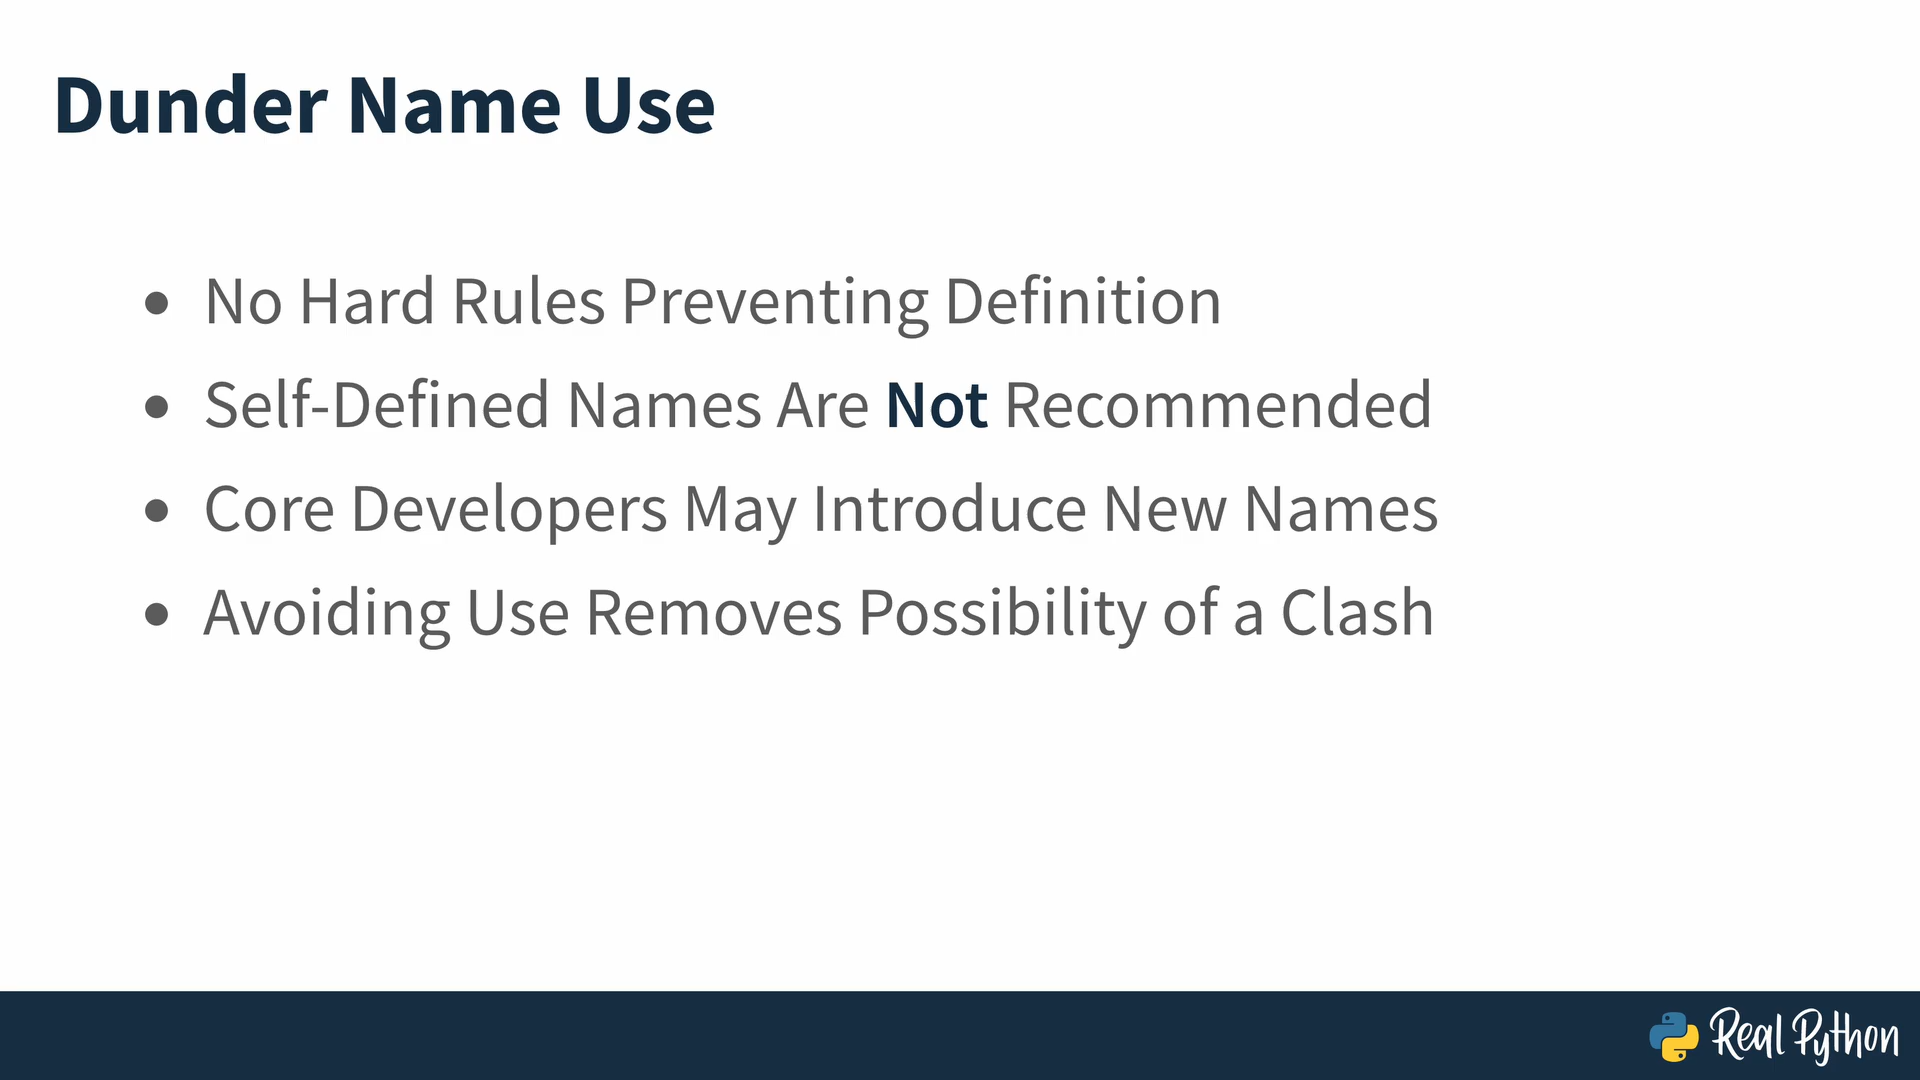 Dunder Name Use
• No Hard Rules Preventing Definition
• Self-Defined Names Are Not Recommended
• Core Developers May Introduce New Names
• Avoiding Use Removes Possibility of a Clash
Real Python